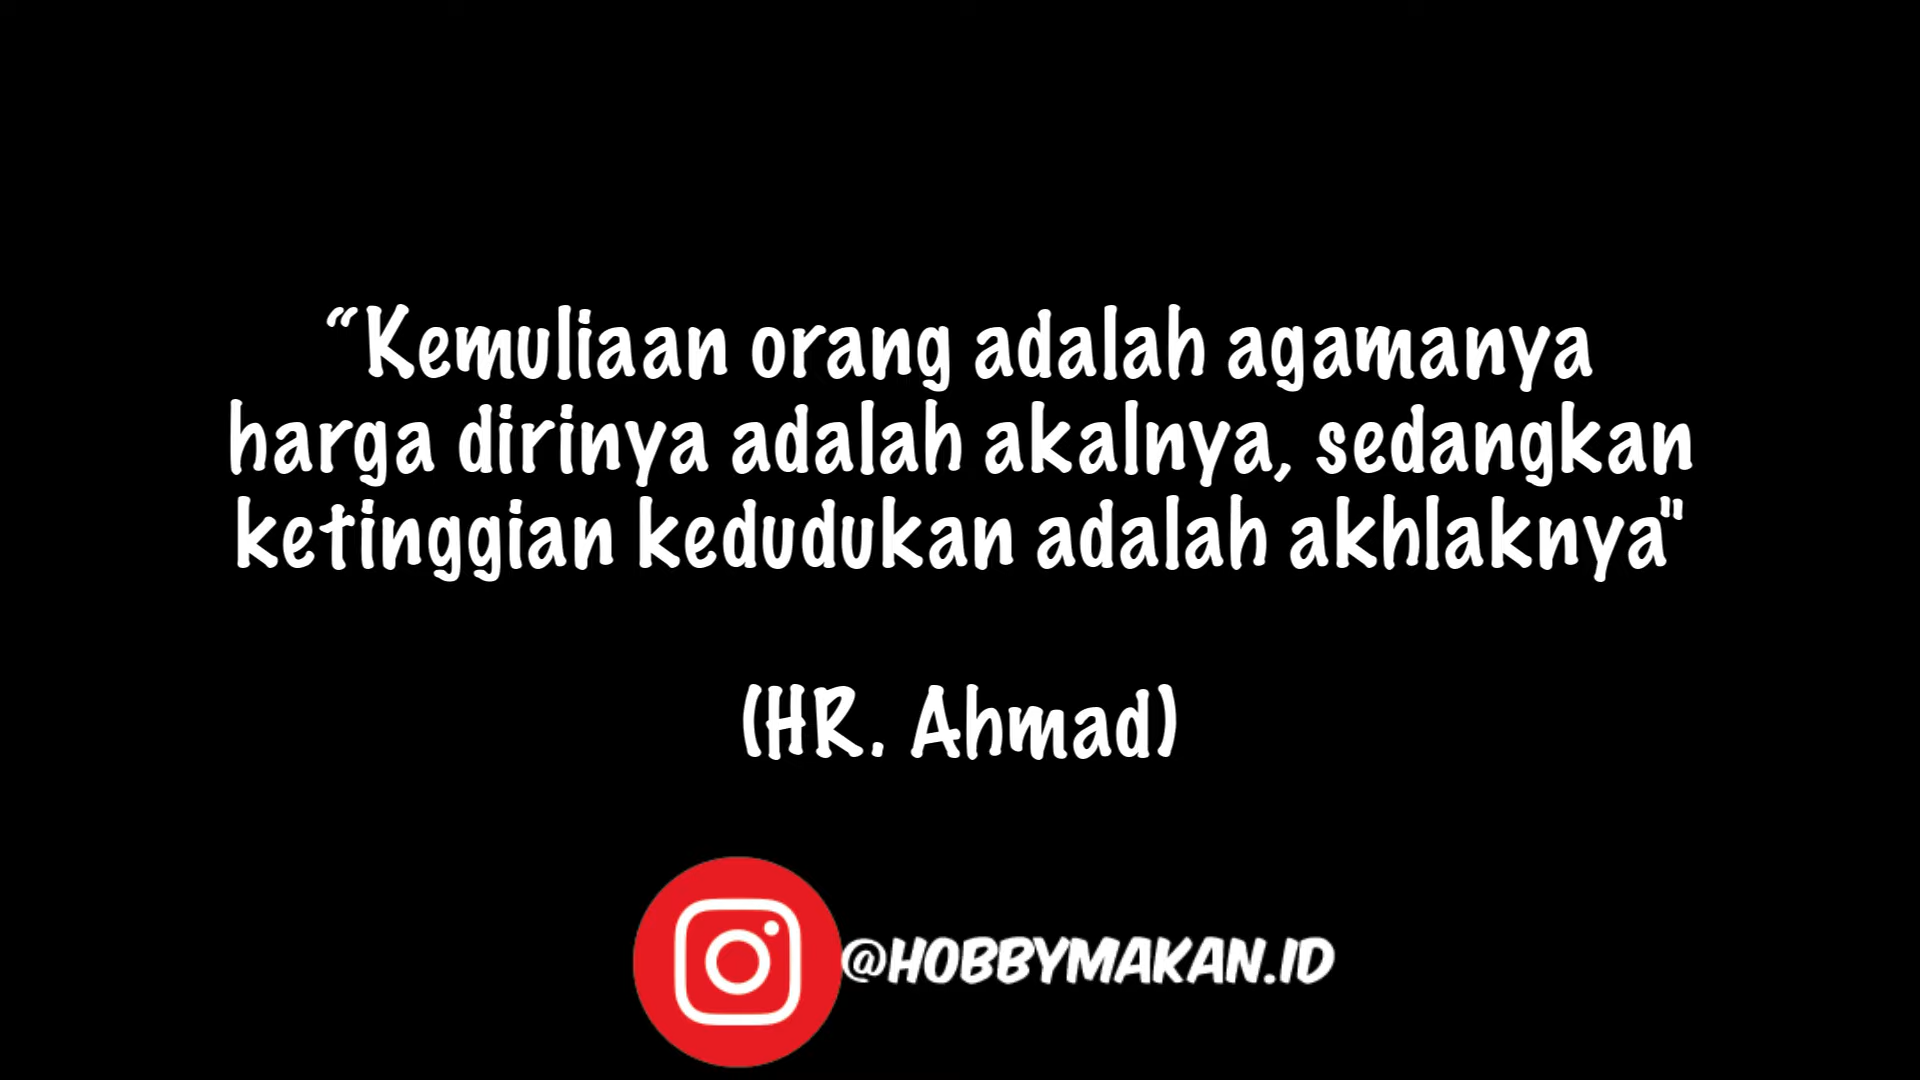 “Kemuliaan orang adalah agamanya
harga dirinya adalah akalnya, sedangkan
ketinggian kedudukan adalah akhlaknya"
(HR. Ahmad)
@HOBBYMAKAN.ID